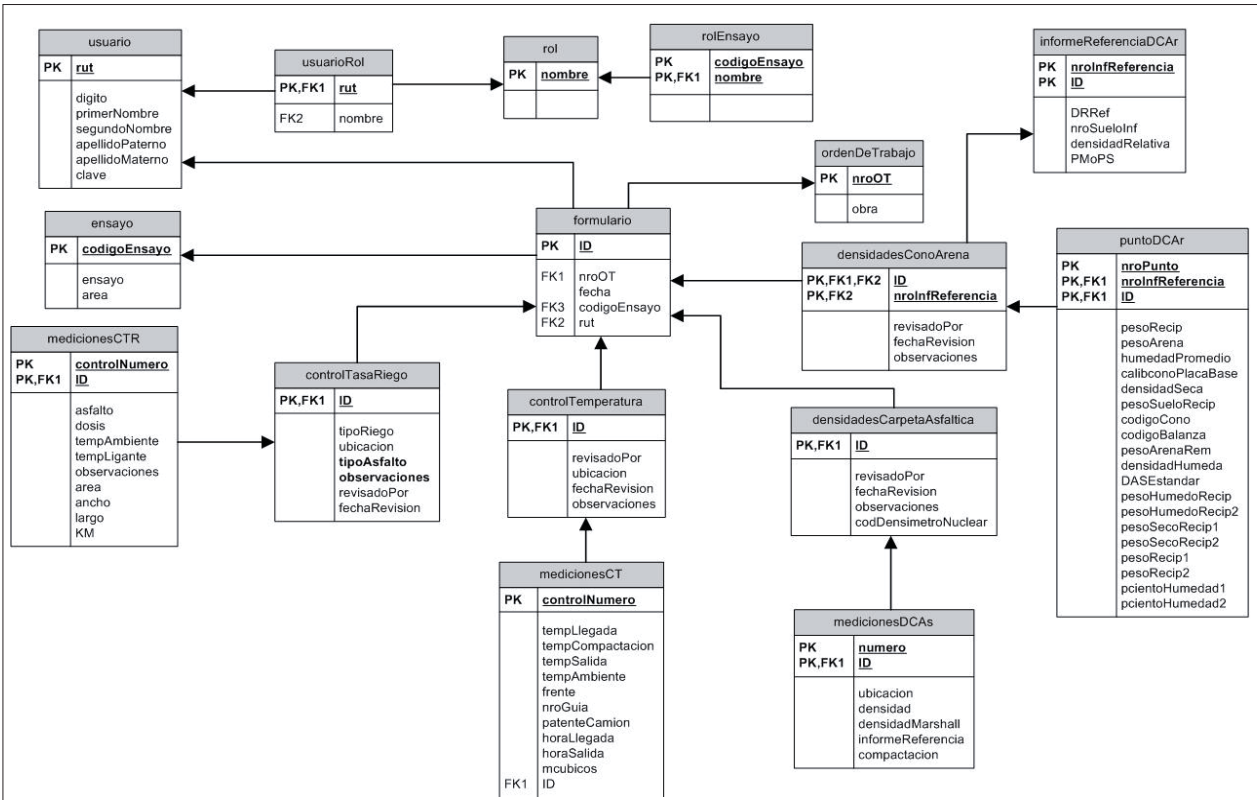 usuario
PK rut
digito
primerNombre
segundoNombre
apellidoPaterno
apellidoMaterno
clave
usuarioRol
PK,FK1 rut
FK2 nombre
rol
PK nombre
rolEnsayo
PK codigoEnsayo
PK,FK1 nombre
informeReferenciaDCAr
PK nroInfReferencia
PK ID
DRRef
nroSueloInf
densidadRelativa
PMoPS
ordenDeTrabajo
PK nroOT
obra
ensayo
PK codigoEnsayo
ensayo
area
formulario
PK ID
FK1 nroOT
fecha
FK3 codigoEnsayo
FK2 rut
densidadesConoArena
PK,FK1,FK2 ID
PK,FK2 nroInfReferencia
revisadoPor
fechaRevision
observaciones
puntoDCAr
PK nroPunto
PK,FK1 nroInfReferencia
PK,FK1 ID
pesoRecip
pesoArena
humedadPromedio
calibconoPlacaBase
densidadSeca
pesoSueloRecip
codigoCono
codigoBalanza
pesoArenaRem
densidadHumeda
DASEstandar
pesoHumedoRecip
pesoHumedoRecip2
pesoSecoRecip1
pesoSecoRecip2
pesoRecip1
pesoRecip2
pcientoHumedad1
pcientoHumedad2
medicionesCTR
PK controlNumero
PK,FK1 ID
asfalto
dosis
tempAmbiente
tempLigante
observaciones
area
ancho
largo
KM
controlTasaRiego
PK,FK1 ID
tipoRiego
ubicacion
tipoAsfalto
observaciones
revisadoPor
fechaRevision
controlTemperatura
PK,FK1 ID
revisadoPor
ubicacion
fechaRevision
observaciones
densidadesCarpetaAsfaltica
PK,FK1 ID
revisadoPor
fechaRevision
observaciones
codDensimetroNuclear
medicionesCT
PK controlNumero
tempLlegada
tempCompactacion
tempSalida
tempAmbiente
frente
nroGuia
patenteCamion
horaLlegada
horaSalida
mcubicos
FK1 ID
medicionesDCAs
PK numero
PK,FK1 ID
ubicacion
densidad
densidadMarshall
informeReferencia
compactacion